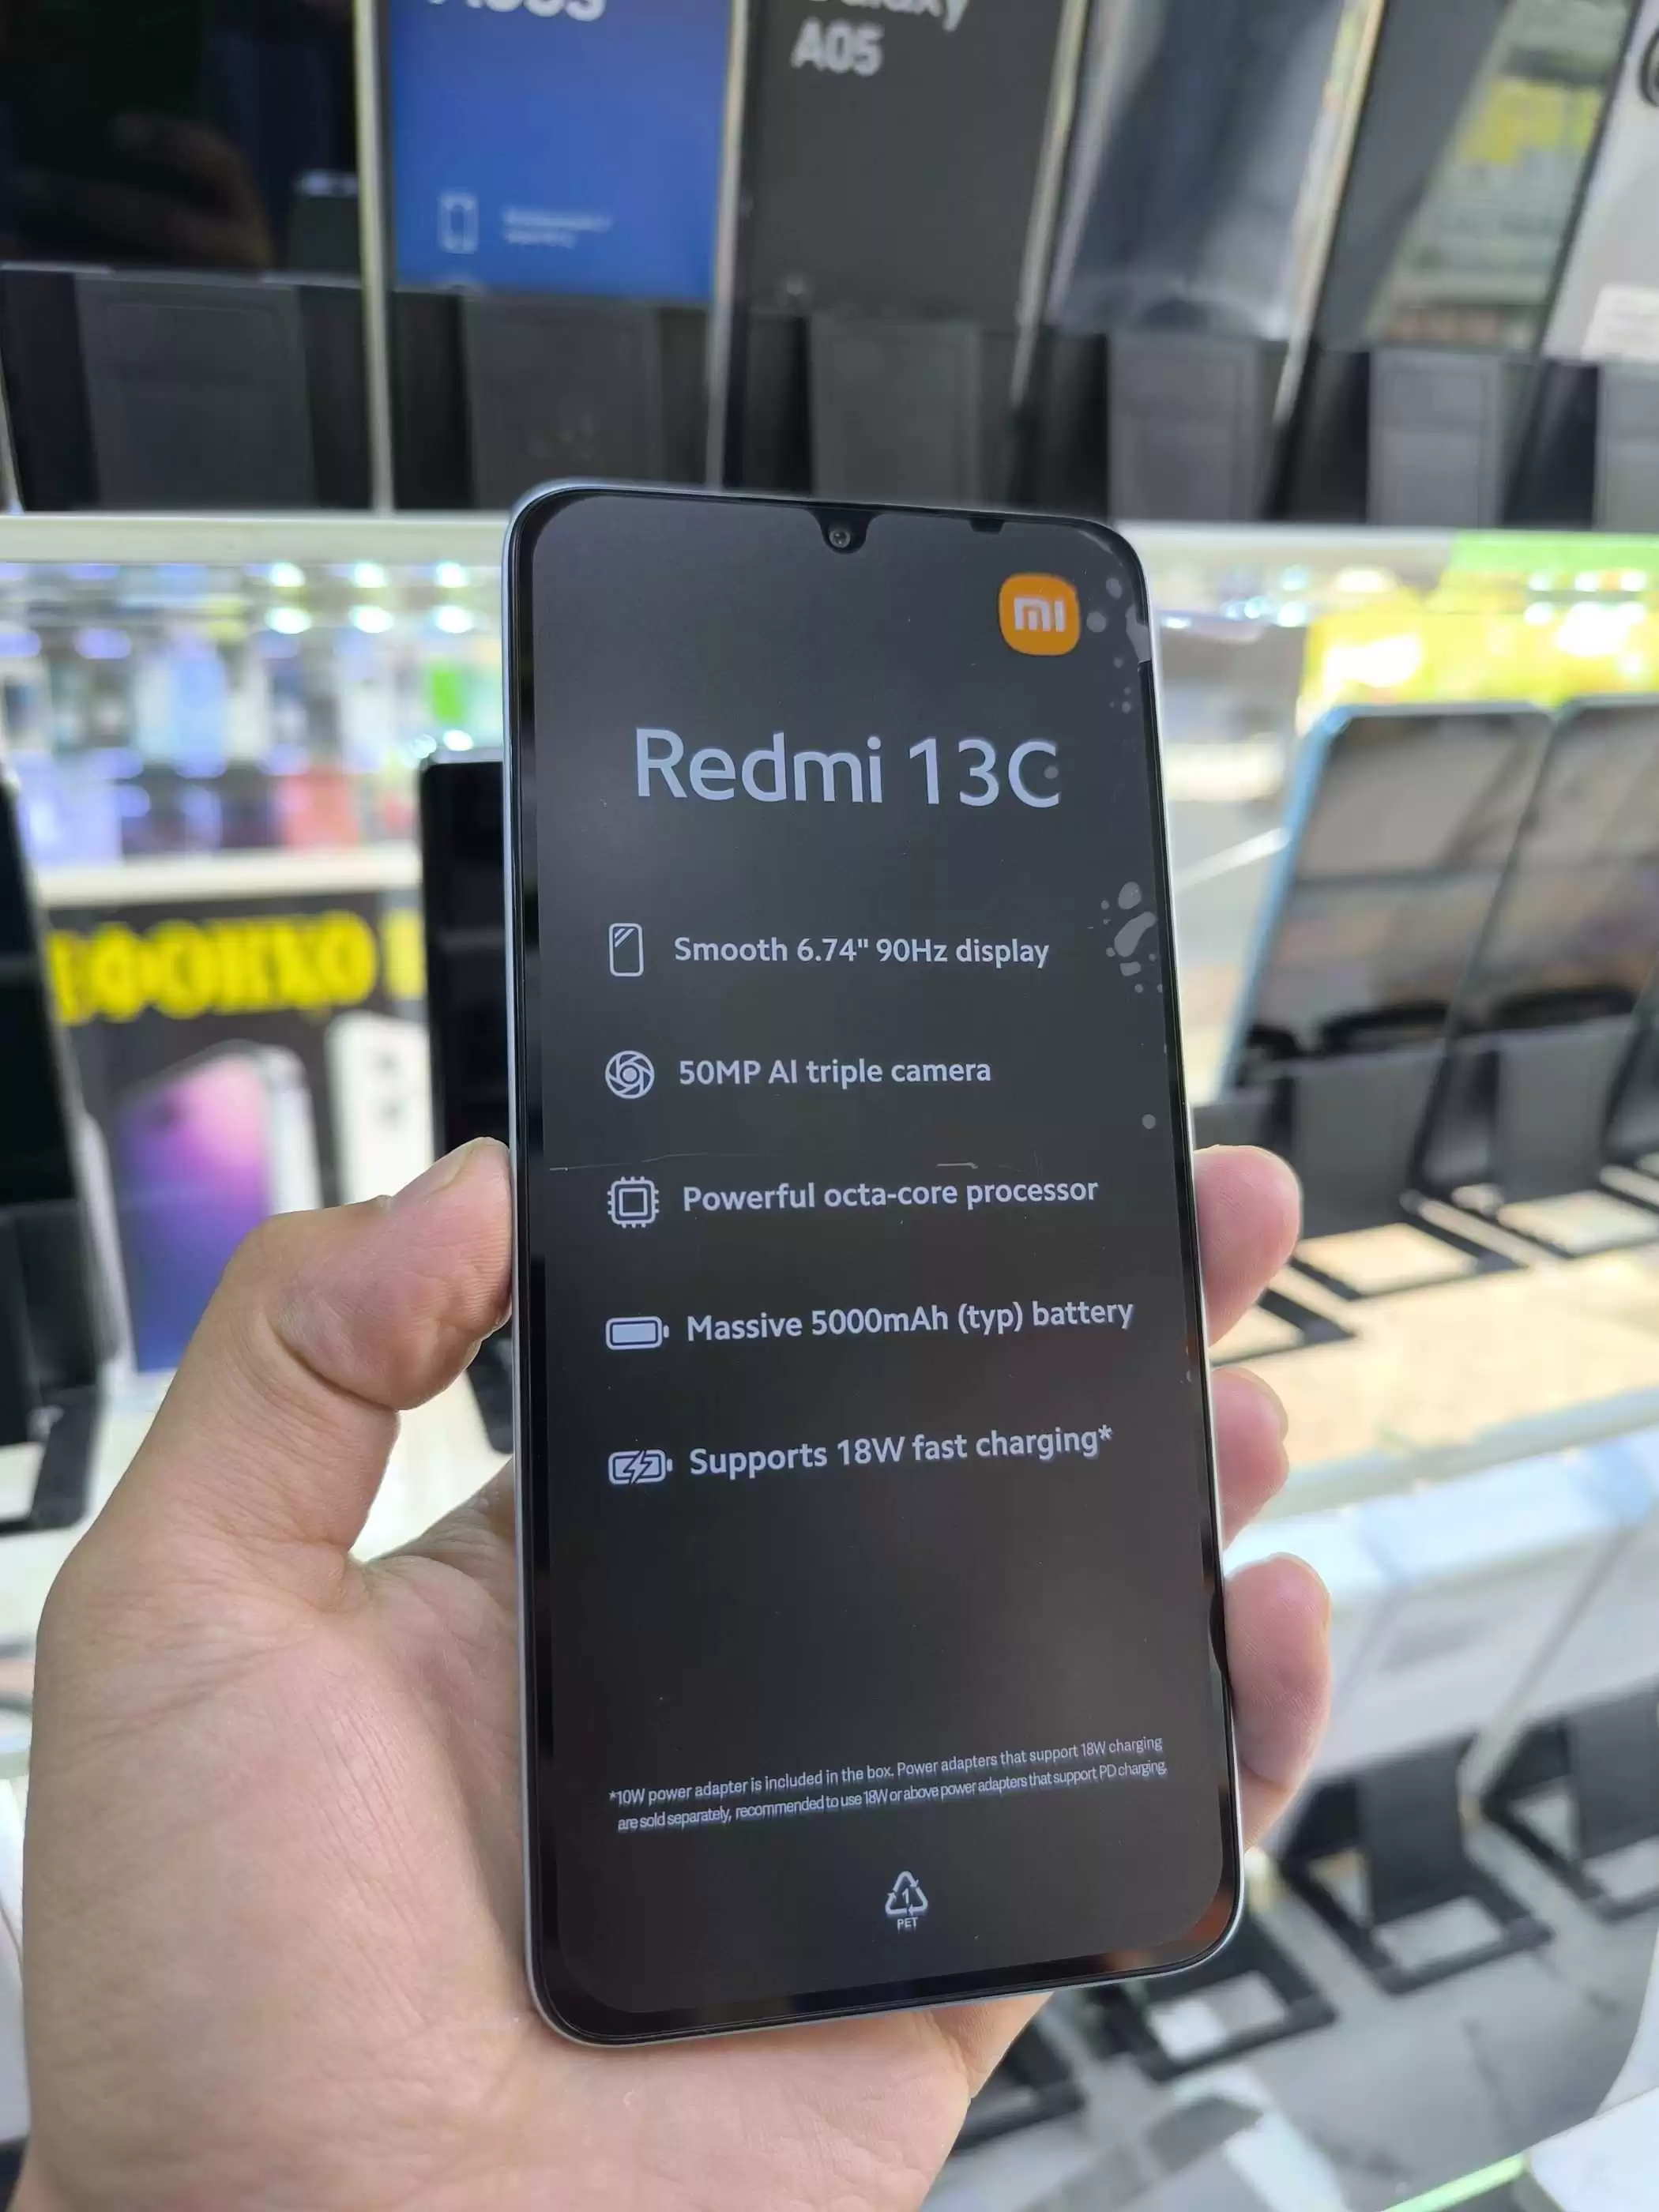 A05
mi
Redmi 13C
Smooth 6.74" 90Hz display
50MP AI triple camera
Powerful octa-core processor
Massive 5000mAh (typ) battery
Supports 18W fast charging*
*10W power adapter is included in the box. Power adapters that support 18W charging
are sold separately, recommended to use 18W or above power adapters that support PD charging.
1
PET